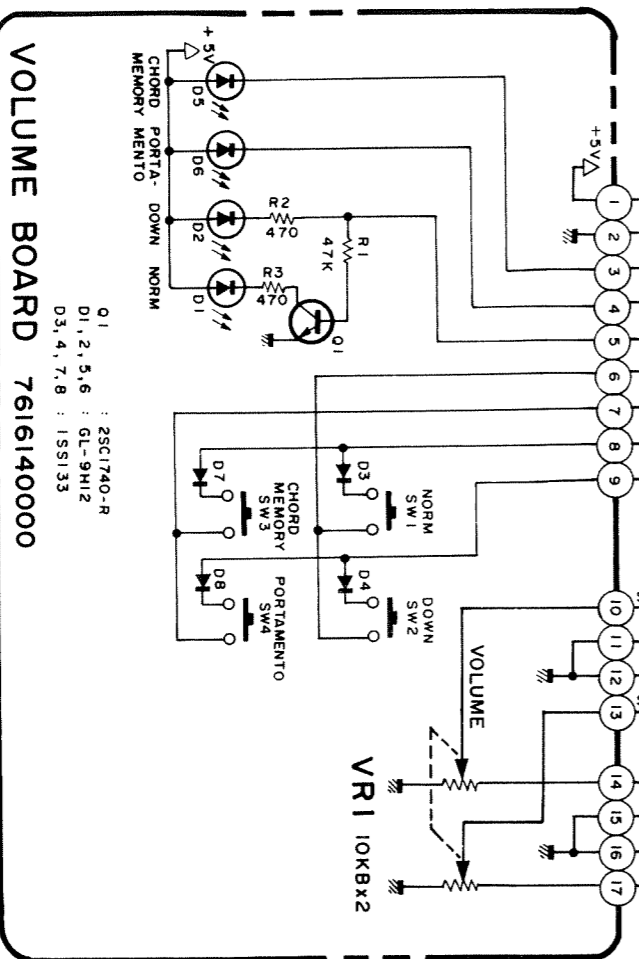 VOLUME BOARD 7616140000
Q1 : 2SC1740-R
D1, 2, 5, 6 : GL-9H12
D3, 4, 7, 8 : 1SS133
+5V
CHORD MEMORY
PORTA-MENTO
DOWN
NORM
D5
D6
D2
D1
R2
470
R3
470
R1
47K
Q1
+5V
1
2
3
4
5
6
7
8
9
10
11
12
13
14
15
16
17
D7
CHORD
MEMORY
SW3
D3
NORM
SW1
D8
PORTAMENTO
SW4
D4
DOWN
SW2
VOLUME
VR1 10KBx2